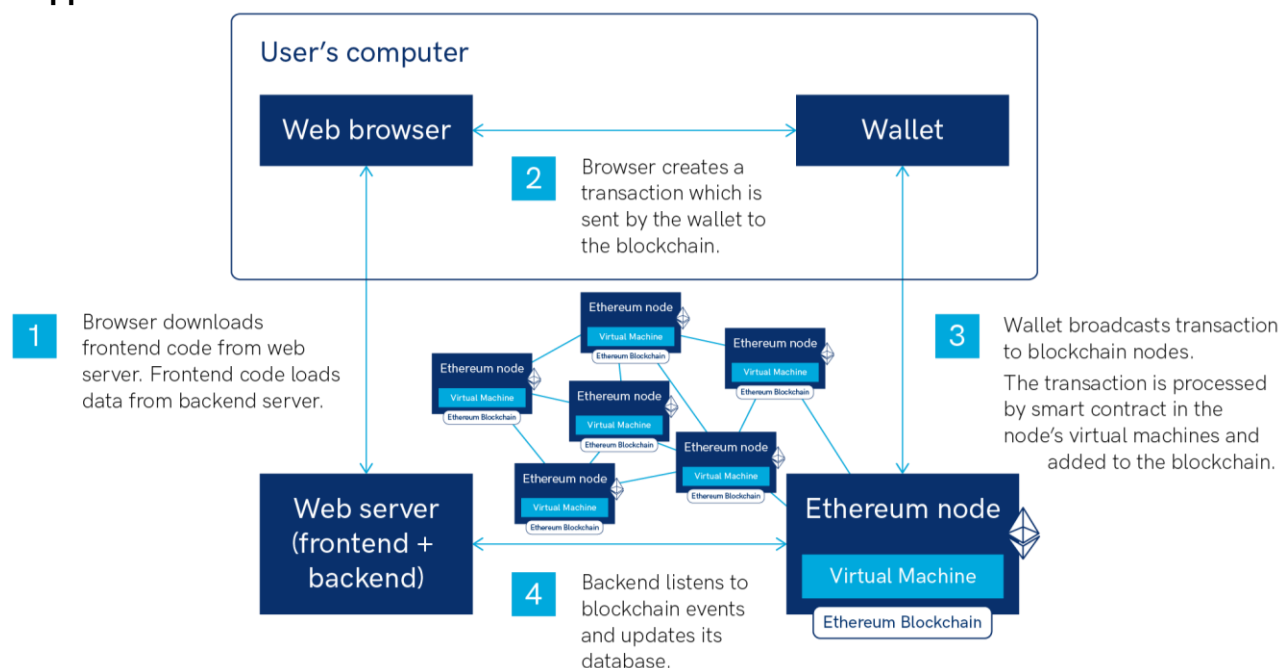 User's computer
Web browser
Wallet
2
Browser creates a
transaction which is
sent by the wallet to
the blockchain.
1
Browser downloads
frontend code from web
server. Frontend code loads
data from backend server.
Ethereum node
Virtual Machine
Ethereum Blockchain
Ethereum node
Virtual Machine
Ethereum Blockchain
Ethereum node
Virtual Machine
Ethereum Blockchain
Ethereum node
Virtual Machine
Ethereum Blockchain
Ethereum node
Virtual Machine
Ethereum Blockchain
Ethereum node
Virtual Machine
Ethereum Blockchain
3
Wallet broadcasts transaction
to blockchain nodes.
The transaction is processed
by smart contract in the
node's virtual machines and
added to the blockchain.
Web server
(frontend +
backend)
Ethereum node
Virtual Machine
Ethereum Blockchain
4
Backend listens to
blockchain events
and updates its
database.